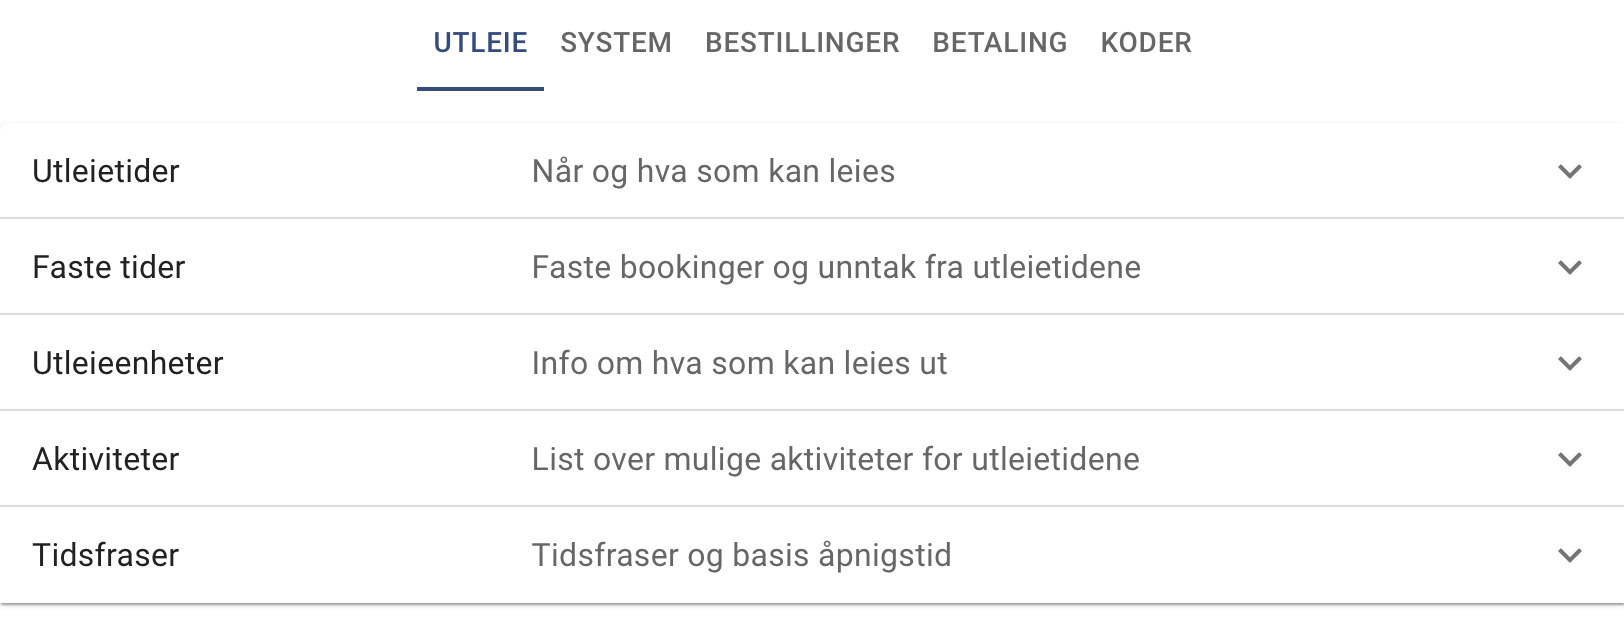 UTLEIE SYSTEM BESTILLINGER BETALING KODER
Utleietider Når og hva som kan leies
Faste tider Faste bookinger og unntak fra utleietidene
Utleieenheter Info om hva som kan leies ut
Aktiviteter List over mulige aktiviteter for utleietidene
Tidsfraser Tidsfraser og basis åpnigstid